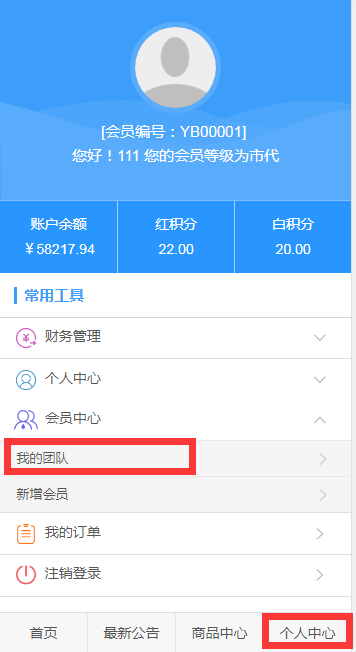 [会员编号：YB00001]
您好！111 您的会员等级为市代
账户余额 红积分 白积分
￥58217.94 22.00 20.00
常用工具
财务管理
个人中心
会员中心
我的团队
新增会员
我的订单
注销登录
首页 最新公告 商品中心 个人中心